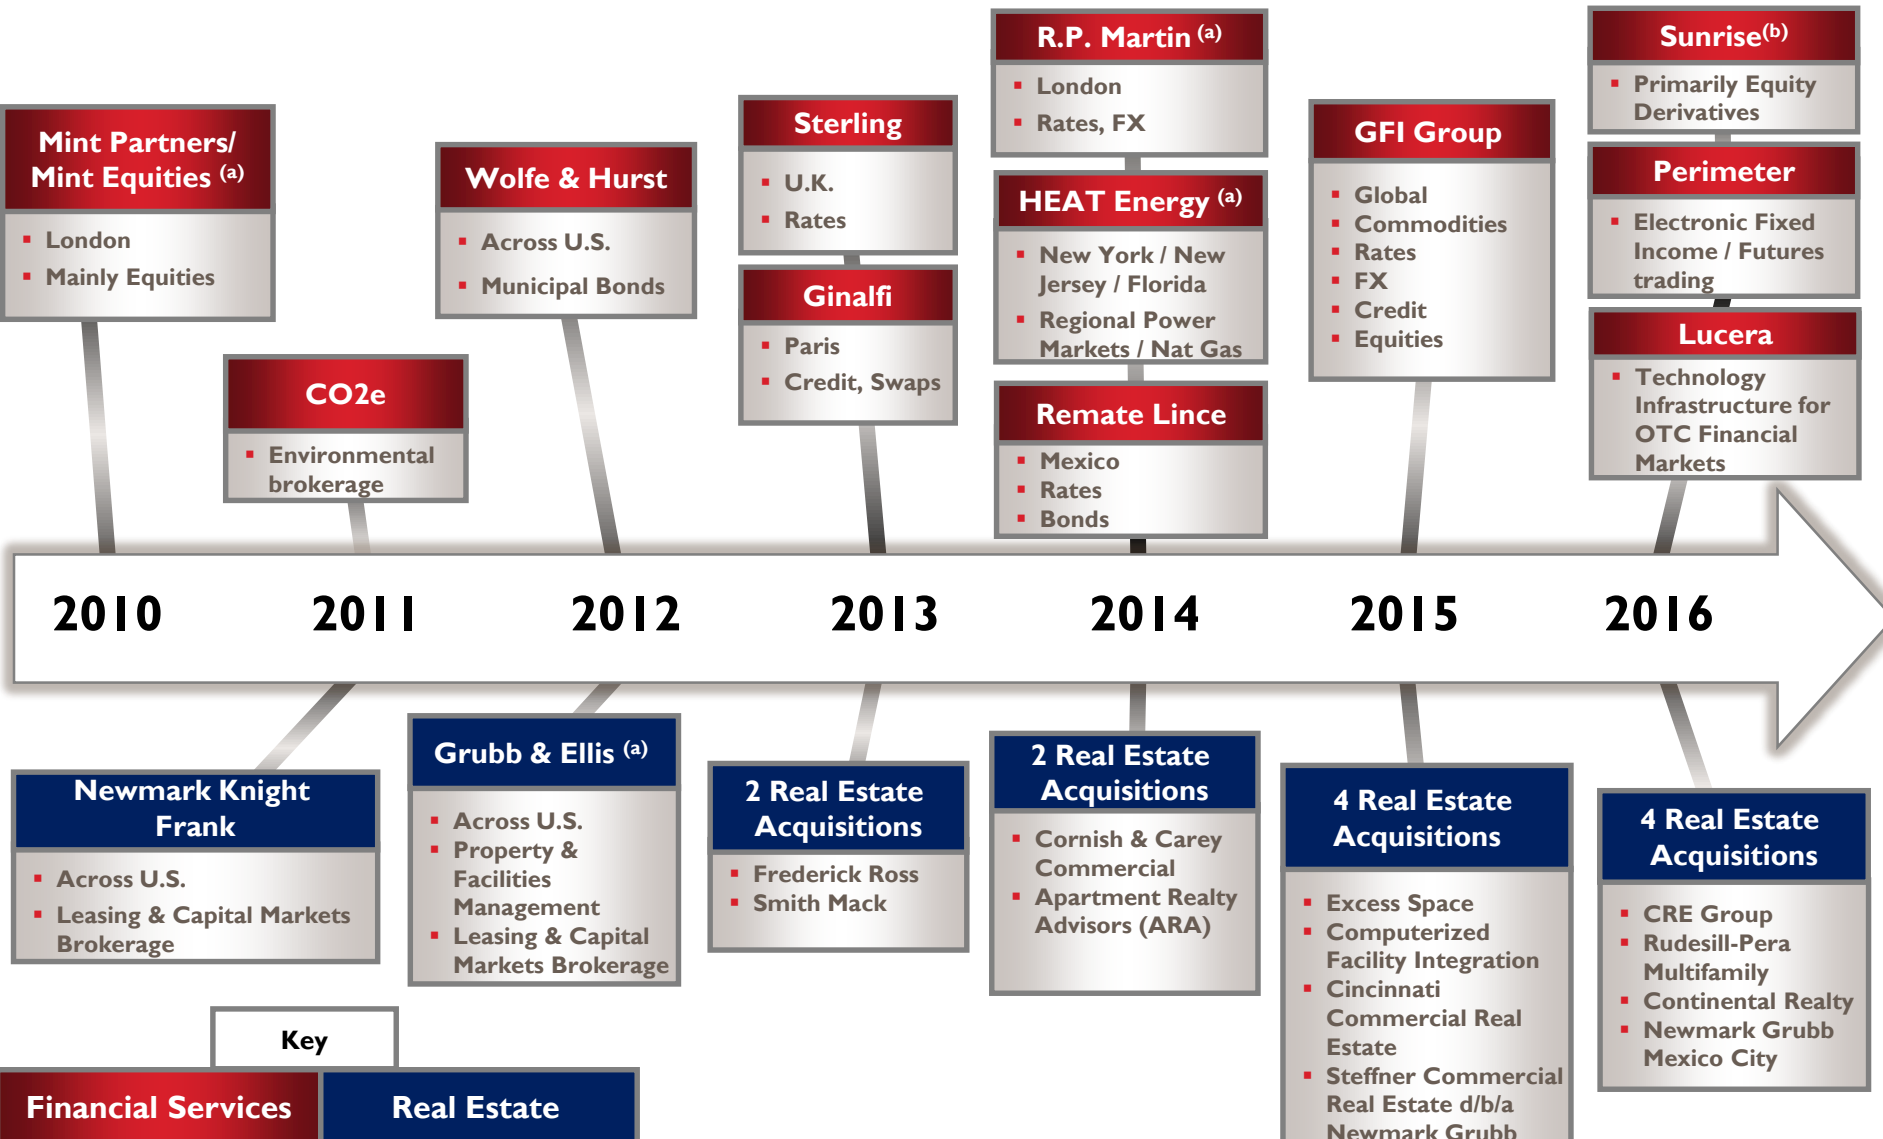 Mint Partners/
Mint Equities (a)
▪ London
▪ Mainly Equities
CO2e
▪ Environmental
brokerage
Wolfe & Hurst
▪ Across U.S.
▪ Municipal Bonds
Sterling
▪ U.K.
▪ Rates
Ginalfi
▪ Paris
▪ Credit, Swaps
R.P. Martin (a)
▪ London
▪ Rates, FX
HEAT Energy (a)
▪ New York / New
Jersey / Florida
▪ Regional Power
Markets / Nat Gas
Remate Lince
▪ Mexico
▪ Rates
▪ Bonds
GFI Group
▪ Global
▪ Commodities
▪ Rates
▪ FX
▪ Credit
▪ Equities
Sunrise(b)
▪ Primarily Equity
Derivatives
Perimeter
▪ Electronic Fixed
Income / Futures
trading
Lucera
▪ Technology
Infrastructure for
OTC Financial
Markets
2010 2011 2012 2013 2014 2015 2016
Newmark Knight
Frank
▪ Across U.S.
▪ Leasing & Capital Markets
Brokerage
Grubb & Ellis (a)
▪ Across U.S.
▪ Property &
Facilities
Management
▪ Leasing & Capital
Markets Brokerage
2 Real Estate
Acquisitions
▪ Frederick Ross
▪ Smith Mack
2 Real Estate
Acquisitions
▪ Cornish & Carey
Commercial
▪ Apartment Realty
Advisors (ARA)
4 Real Estate
Acquisitions
▪ Excess Space
▪ Computerized
Facility Integration
▪ Cincinnati
Commercial Real
Estate
▪ Steffner Commercial
Real Estate d/b/a
Newmark Grubb
4 Real Estate
Acquisitions
▪ CRE Group
▪ Rudesill-Pera
Multifamily
▪ Continental Realty
▪ Newmark Grubb
Mexico City
Key
Financial Services
Real Estate